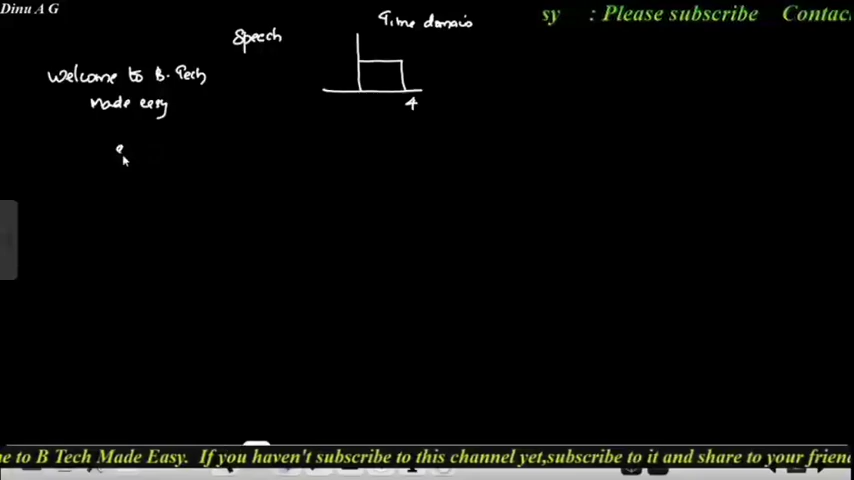 Dinu A G
sy : Please subscribe Contac
Time domain
Speech
Welcome to B. Tech
Made easy
4
e to B Tech Made Easy. If you haven't subscribe to this channel yet,subscribe to it and share to your frien